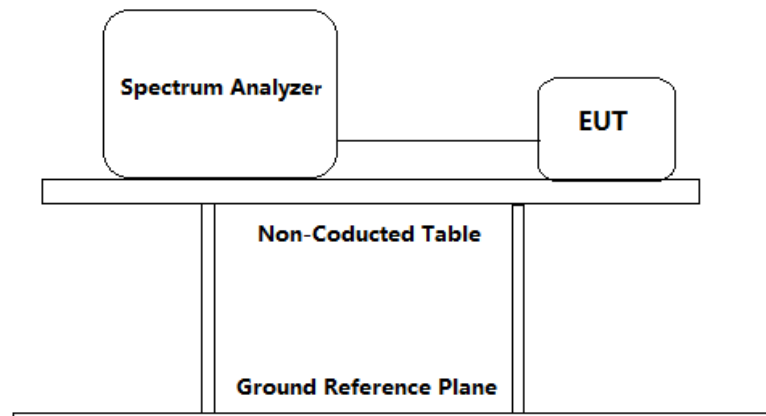 Spectrum Analyzer
EUT
Non-Coducted Table
Ground Reference Plane